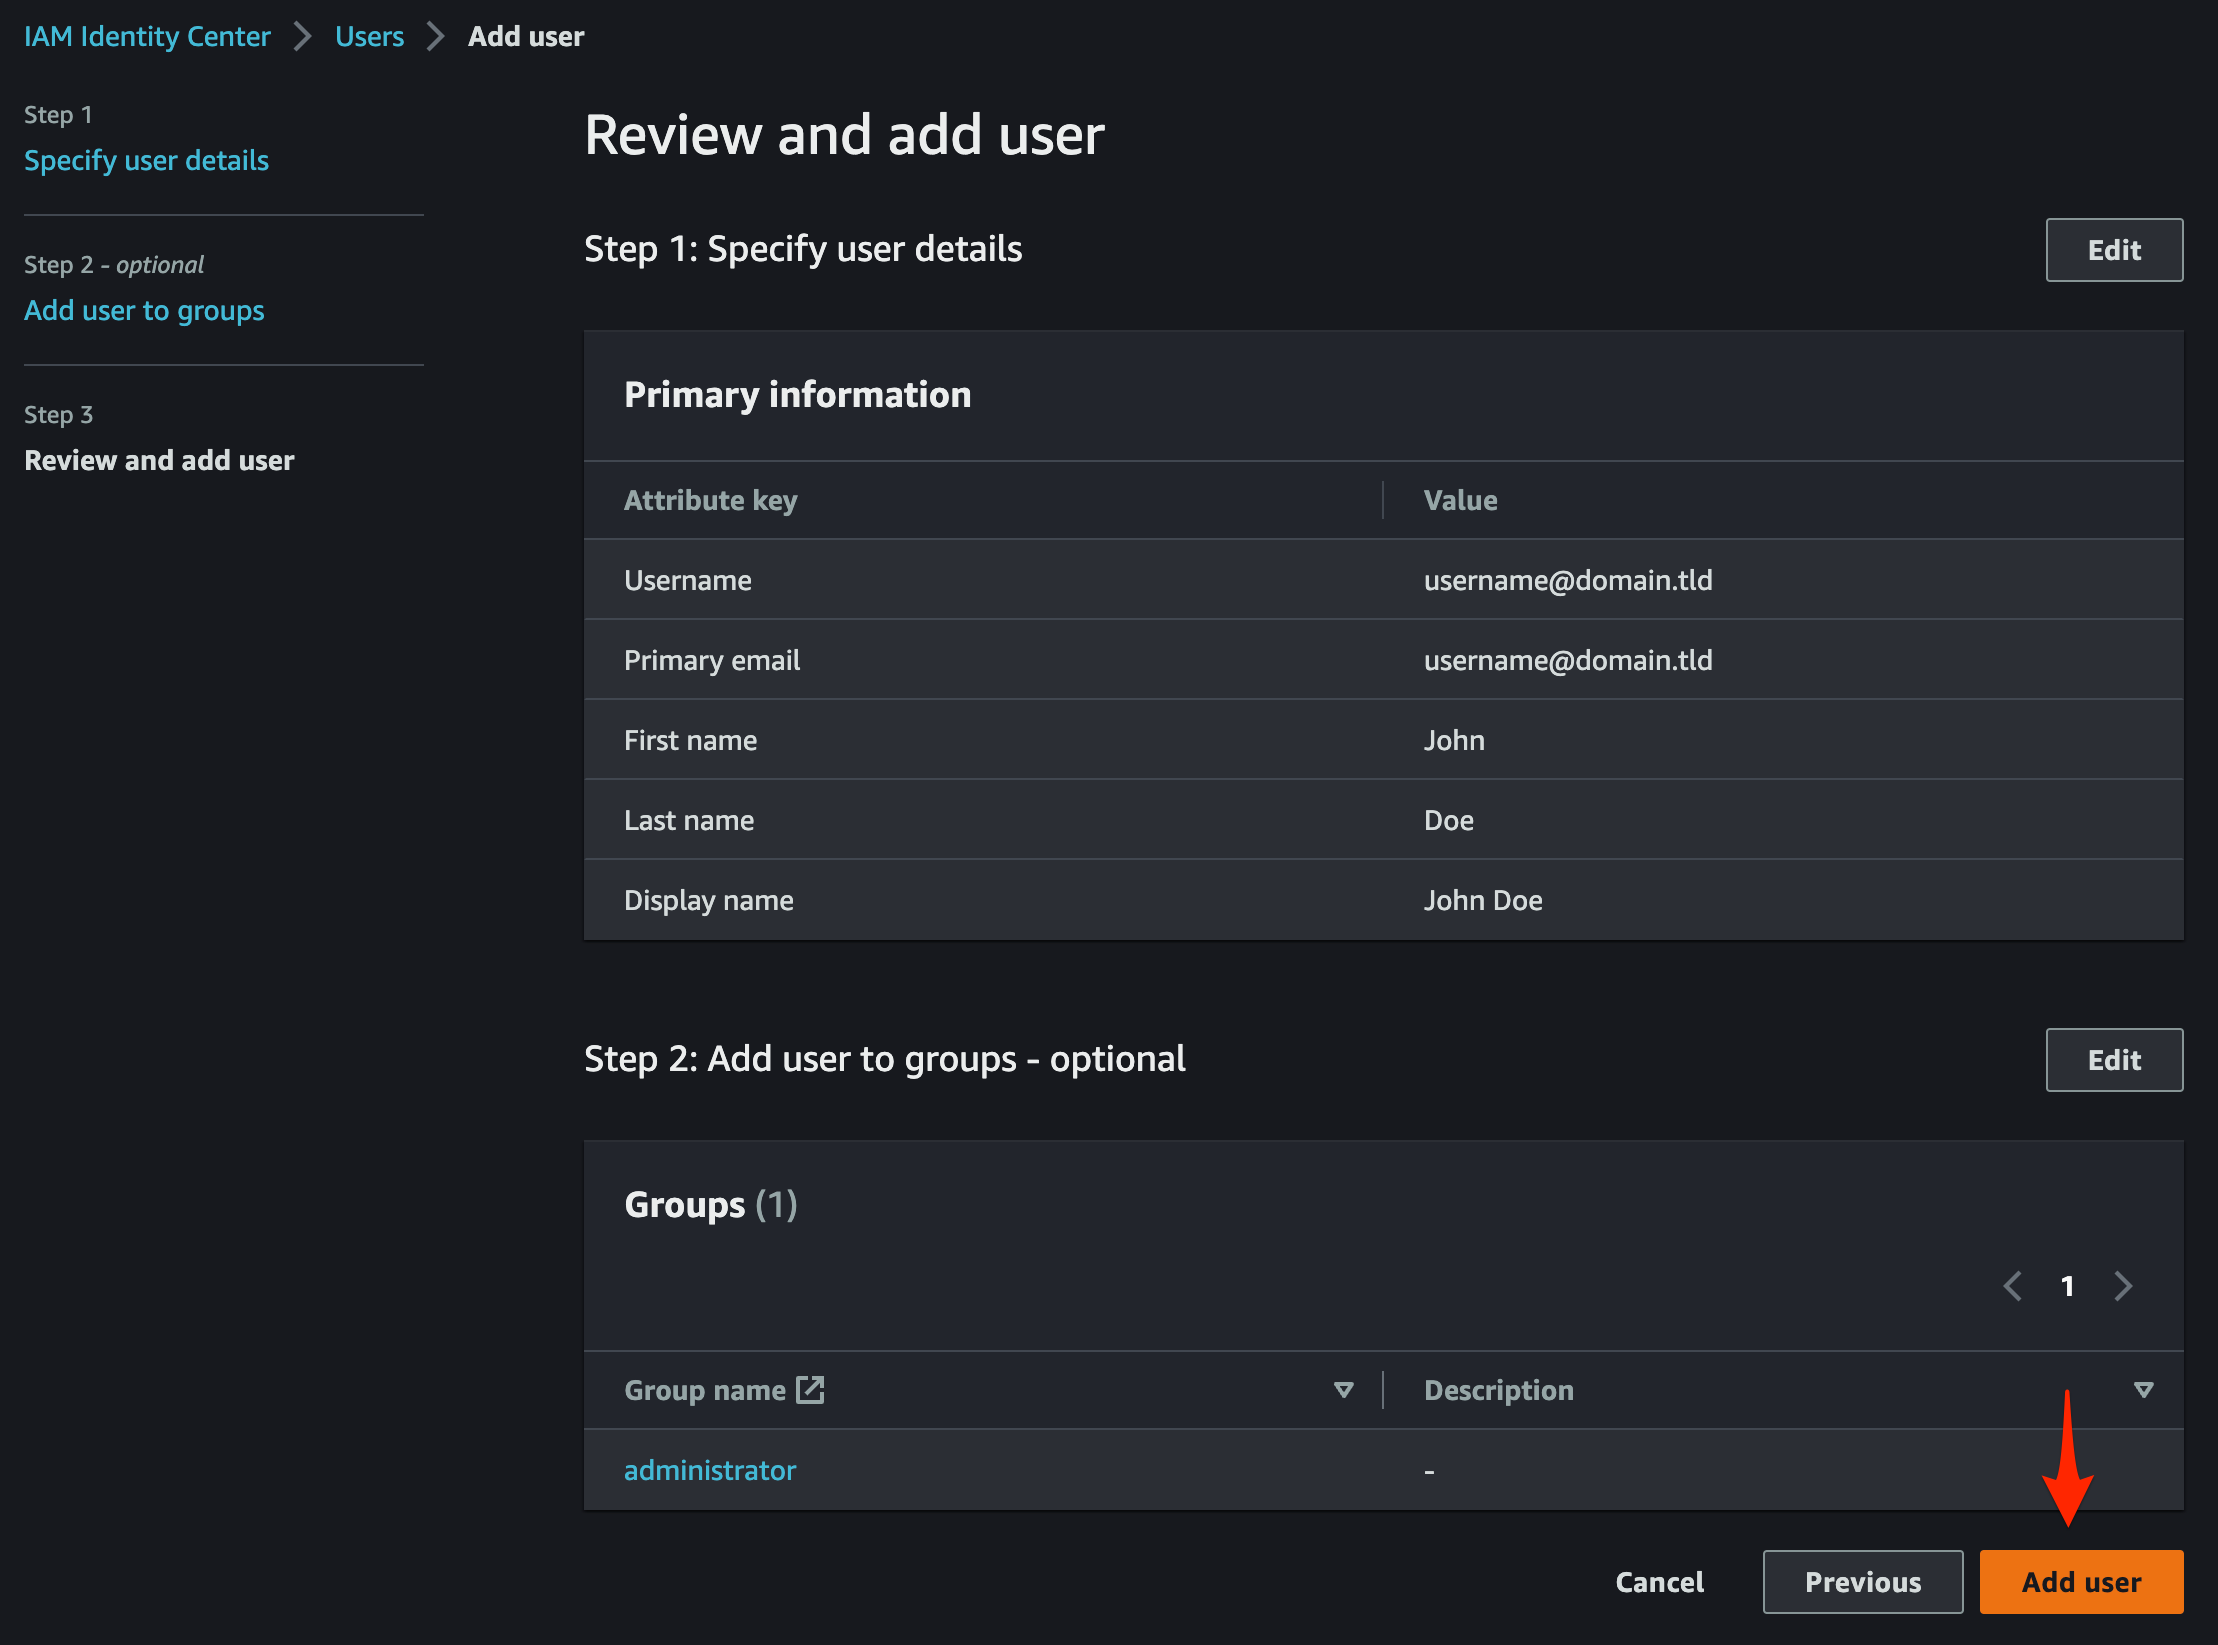 IAM Identity Center > Users > Add user
Step 1
Specify user details
Step 2 - optional
Add user to groups
Step 3
Review and add user
Review and add user
Step 1: Specify user details
Edit
Primary information
Attribute key Value
Username username@domain.tld
Primary email username@domain.tld
First name John
Last name Doe
Display name John Doe
Step 2: Add user to groups - optional
Edit
Groups (1)
1
Group name Description
administrator -
Cancel Previous Add user